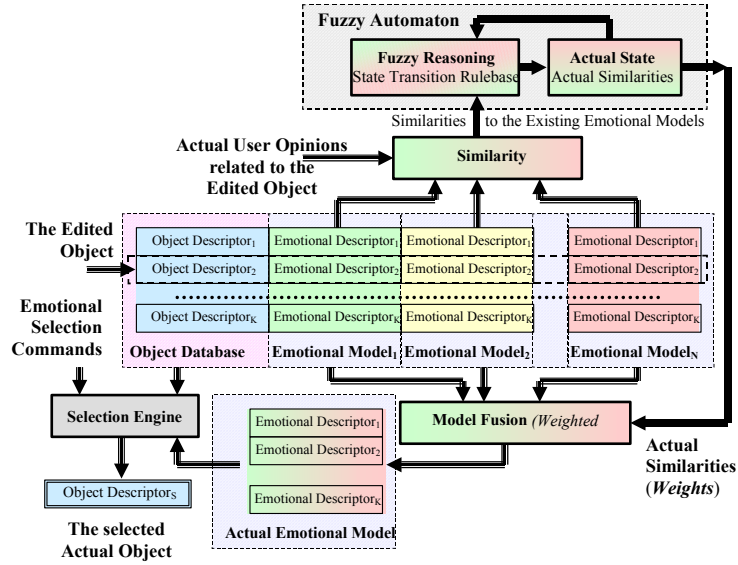 Fuzzy Automaton
Fuzzy Reasoning
State Transition Rulebase
Actual State
Actual Similarities
Similarities to the Existing Emotional Models
Actual User Opinions
related to the
Edited Object
Similarity
The Edited
Object
Object Descriptor1
Emotional Descriptor1
Emotional Descriptor1
Emotional Descriptor1
Object Descriptor2
Emotional Descriptor2
Emotional Descriptor2
Emotional Descriptor2
Object DescriptorK
Emotional DescriptorK
Emotional DescriptorK
Emotional DescriptorK
Object Database
Emotional Model1
Emotional Model2
Emotional ModelN
Emotional
Selection
Commands
Selection Engine
Object DescriptorS
The selected
Actual Object
Emotional Descriptor1
Emotional Descriptor2
Emotional DescriptorK
Actual Emotional Model
Model Fusion (Weighted
Actual
Similarities
(Weights)